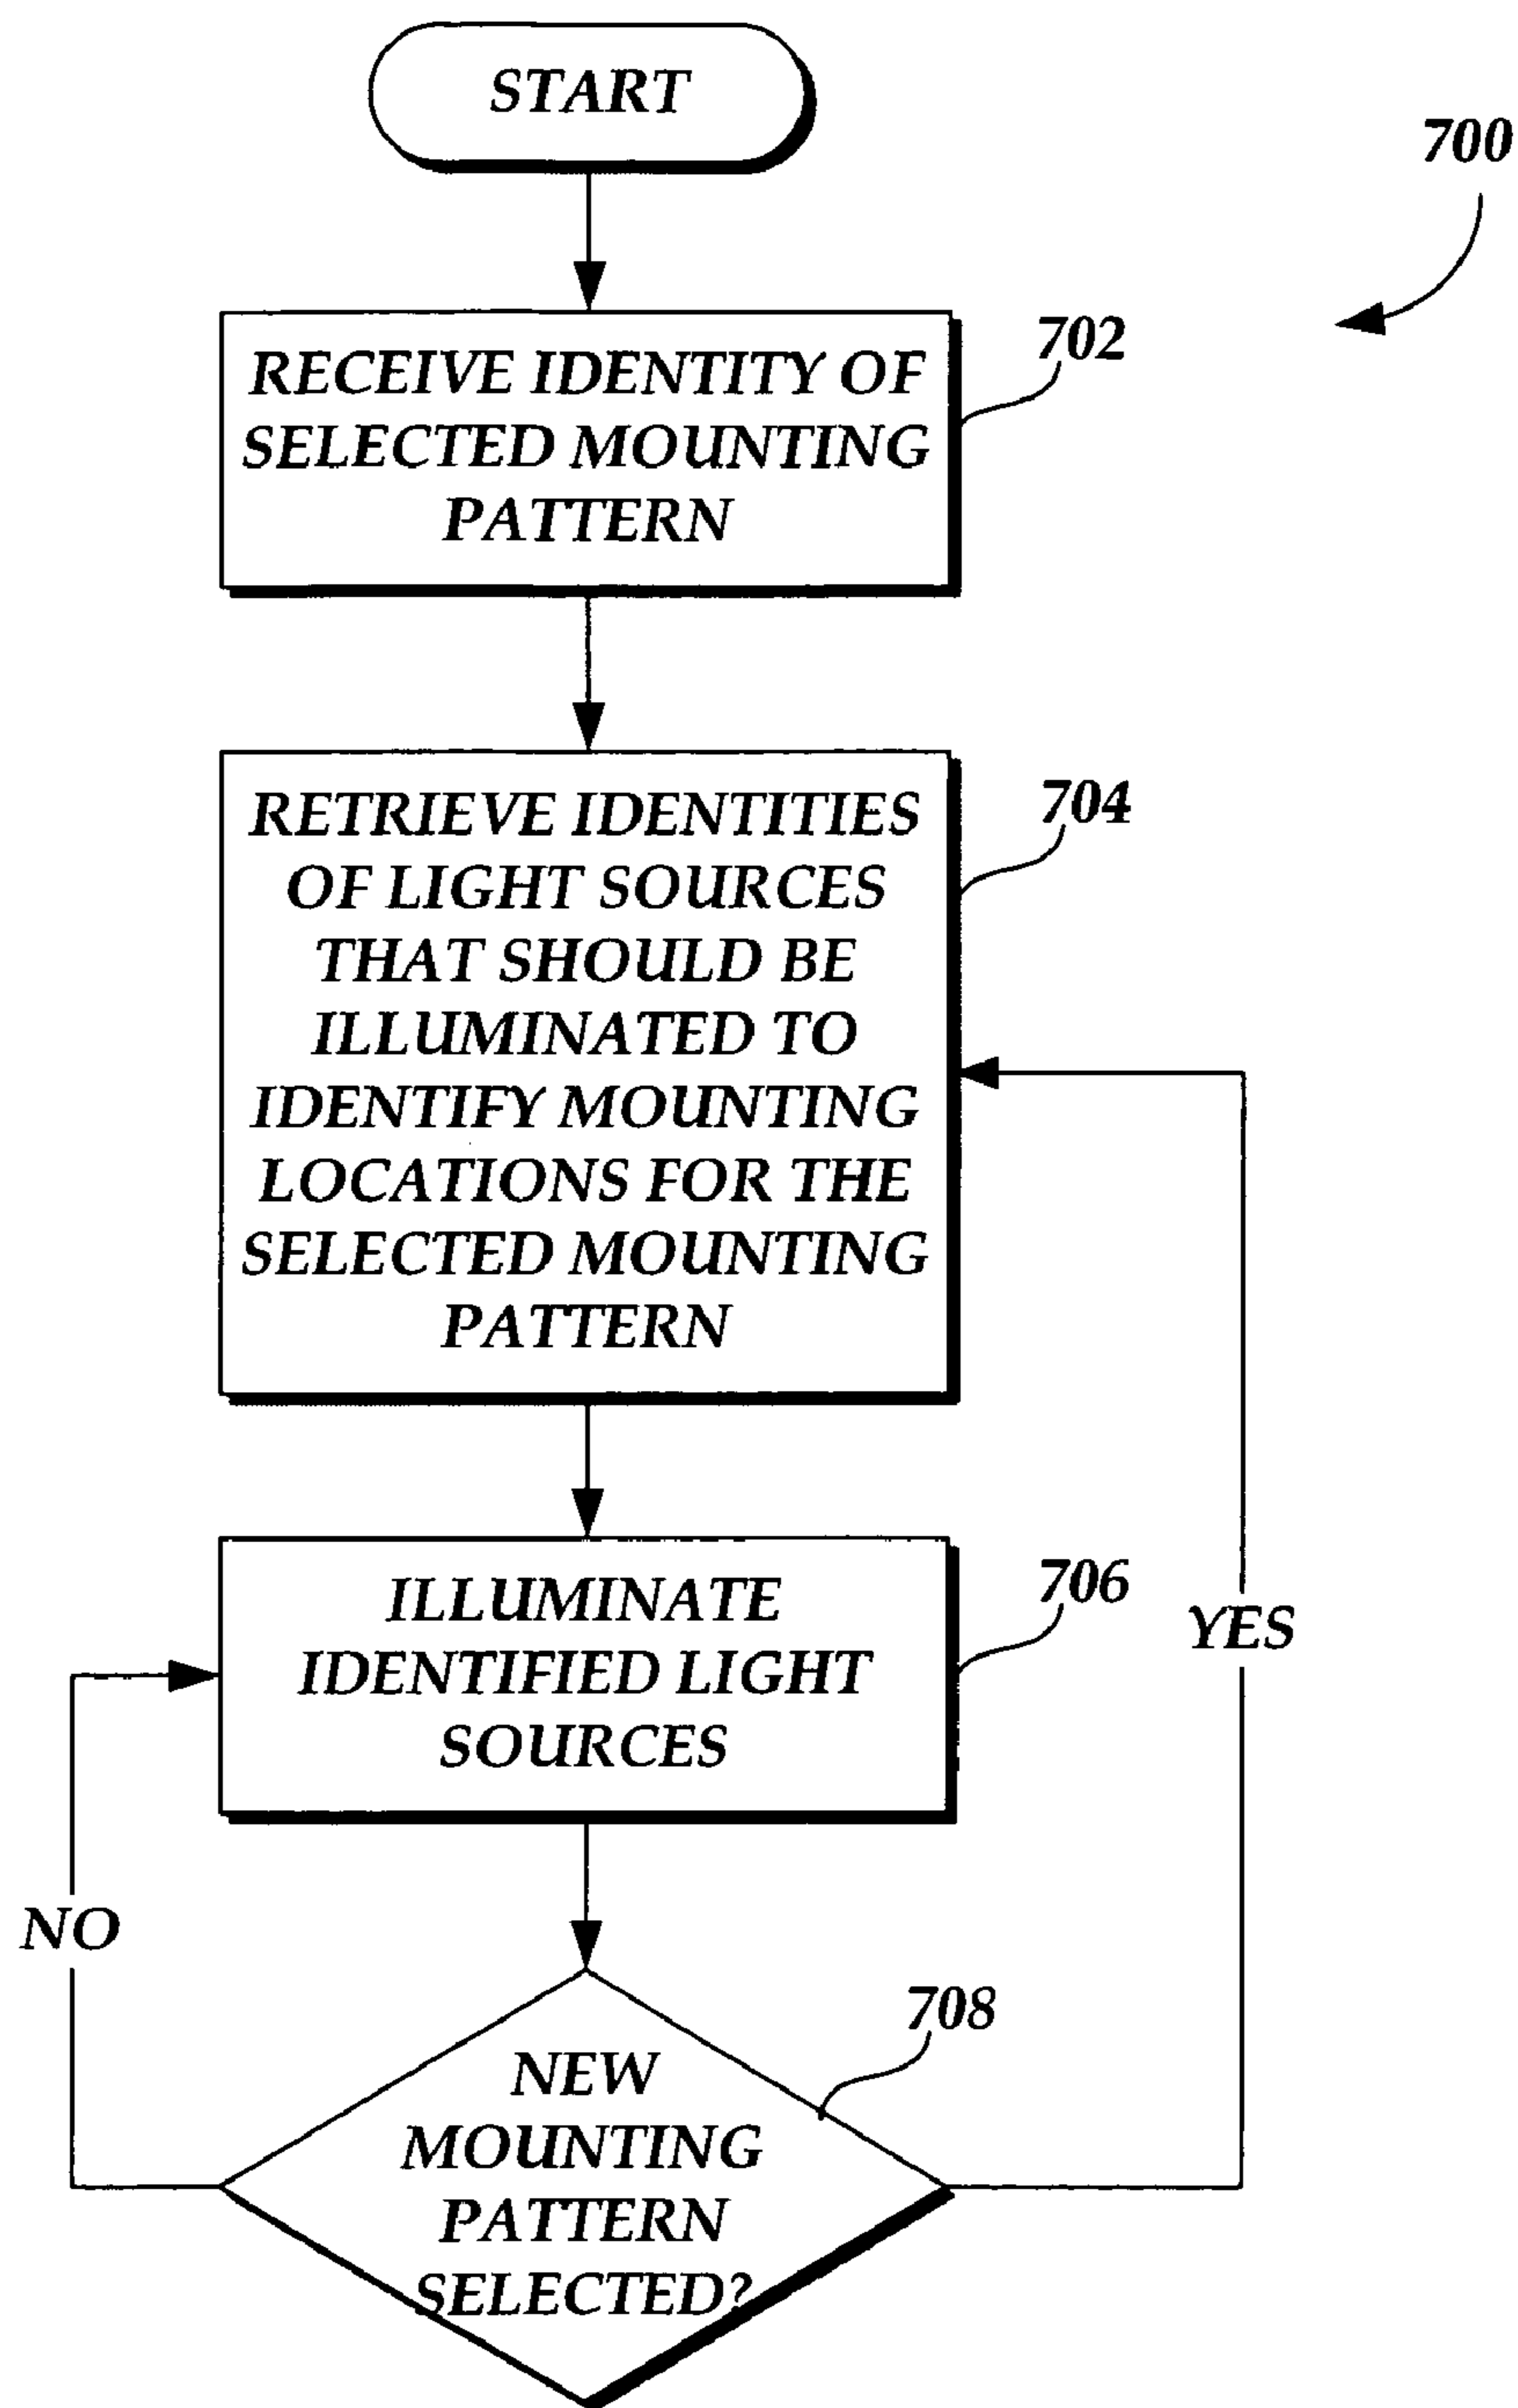 START
700
RECEIVE IDENTITY OF
SELECTED MOUNTING
PATTERN
702
RETRIEVE IDENTITIES
OF LIGHT SOURCES
THAT SHOULD BE
ILLUMINATED TO
IDENTIFY MOUNTING
LOCATIONS FOR THE
SELECTED MOUNTING
PATTERN
704
ILLUMINATE
IDENTIFIED LIGHT
SOURCES
706
YES
NO
NEW
MOUNTING
PATTERN
SELECTED?
708